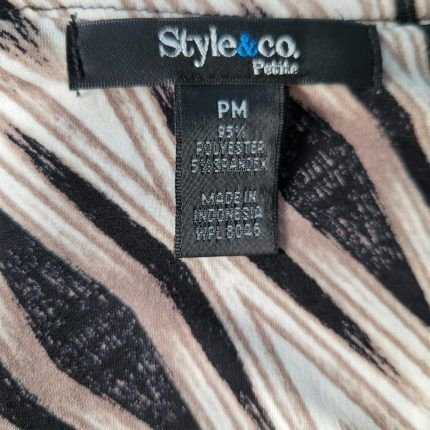 Style&co.
Petite
PM
95%
POLYESTER
5% SPANDEX
MADE IN
INDONESIA
WPL 8046